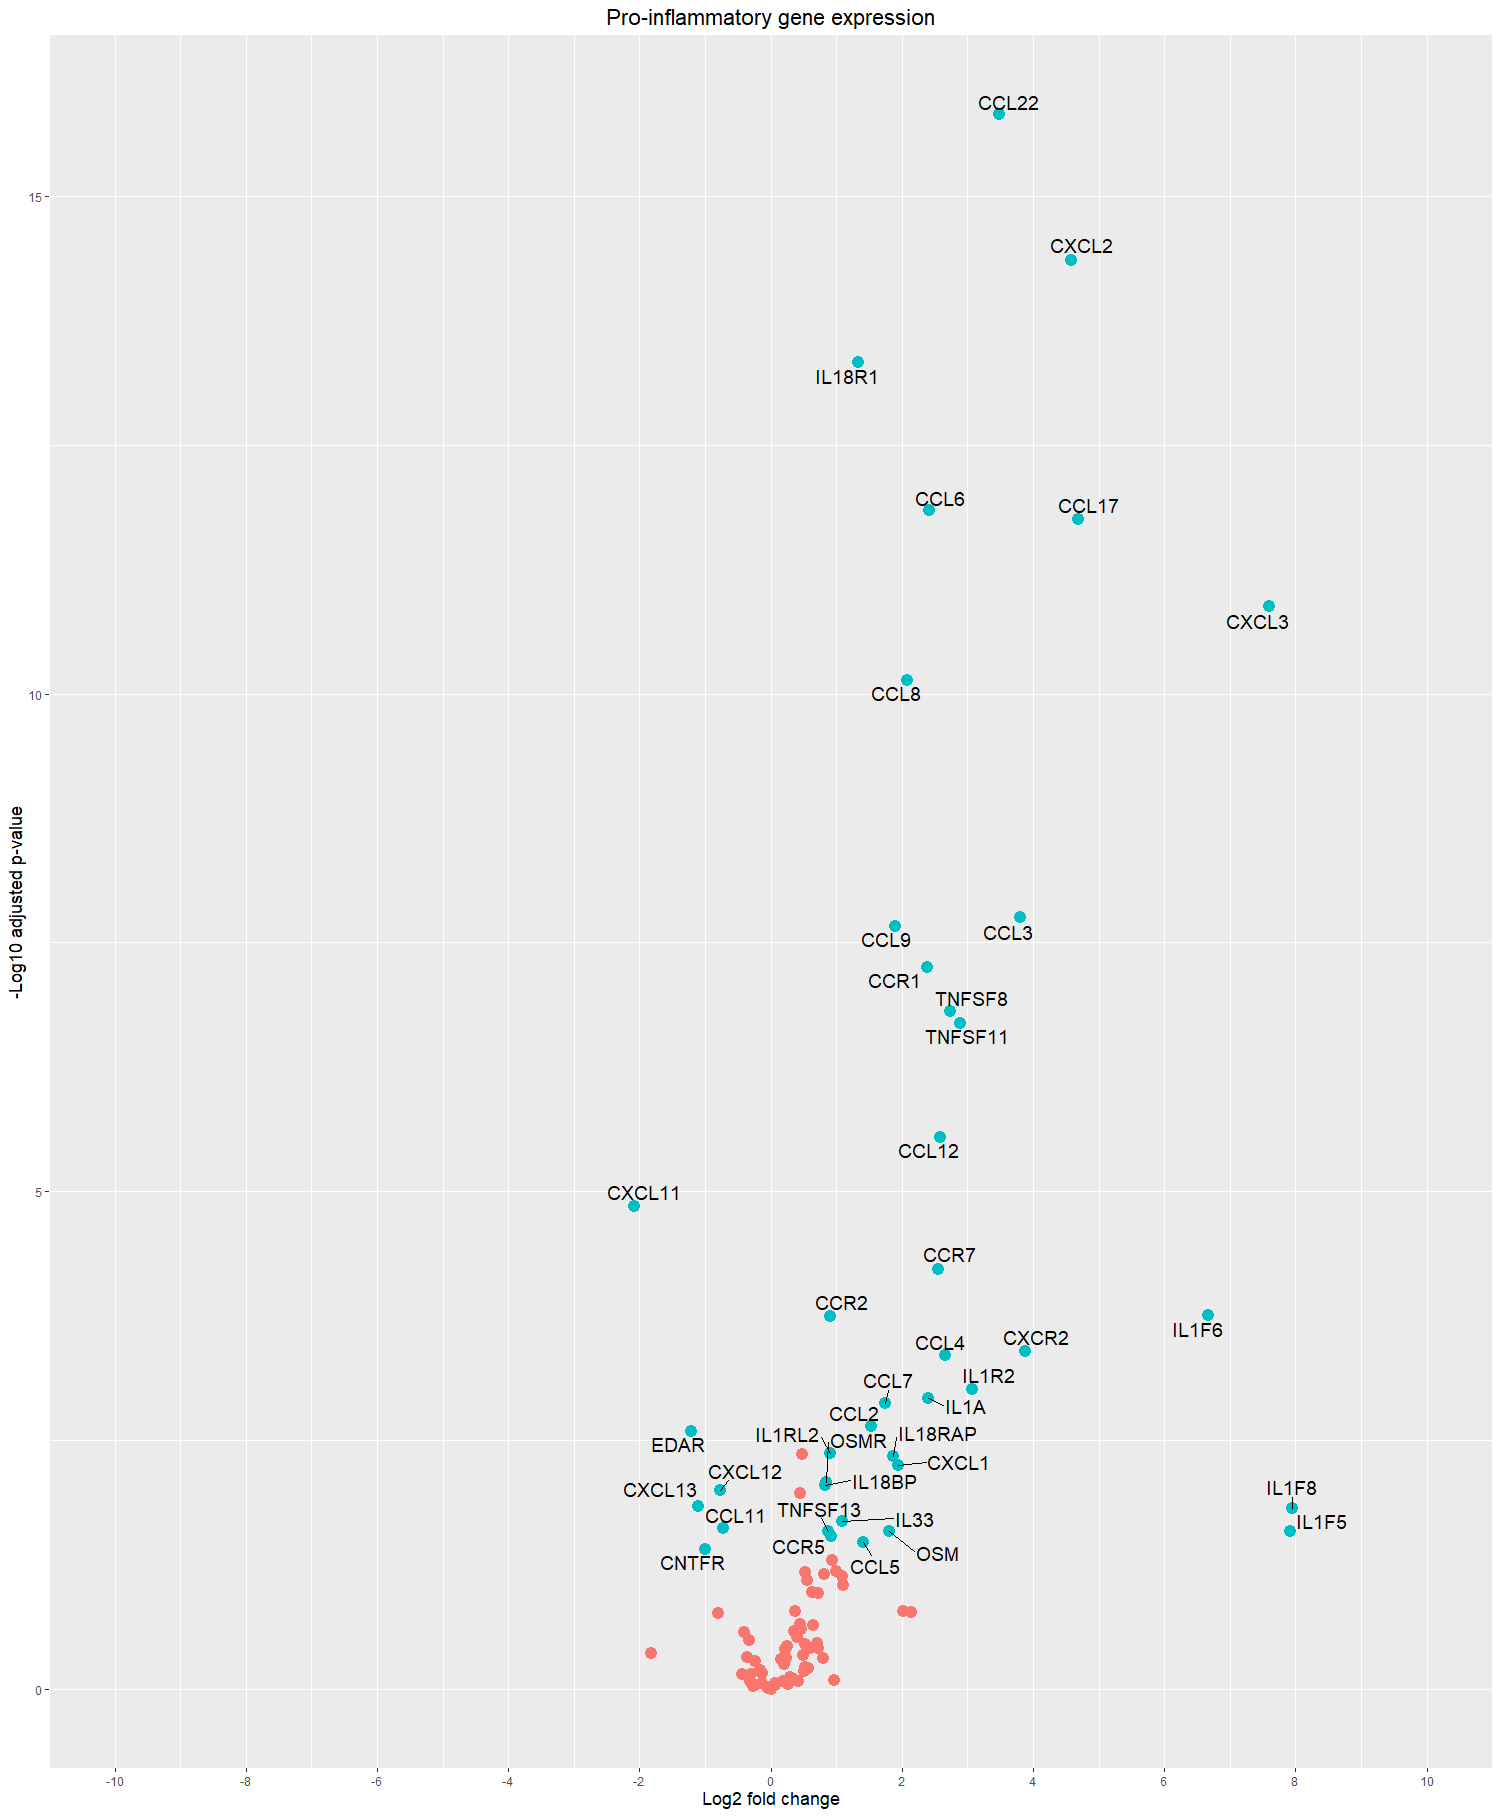 Pro-inflammatory gene expression
CCL22
15
CXCL2
IL18R1
CCL6
CCL17
CXCL3
10
CCL8
-Log10 adjusted p-value
CCL9
CCL3
CCR1
TNFSF8
TNFSF11
CCL12
5
CXCL11
CCR7
CCR2
IL1F6
CCL4
CXCR2
IL1R2
CCL7
IL1A
CCL2
IL1RL2
OSMR
IL18RAP
EDAR
CXCL1
CXCL12
IL18BP
CXCL13
IL1F8
TNFSF13
CCL11
IL33
IL1F5
CCR5
OSM
CNTFR
CCL5
0
-10 -8 -6 -4 -2 0 2 4 6 8 10
Log2 fold change